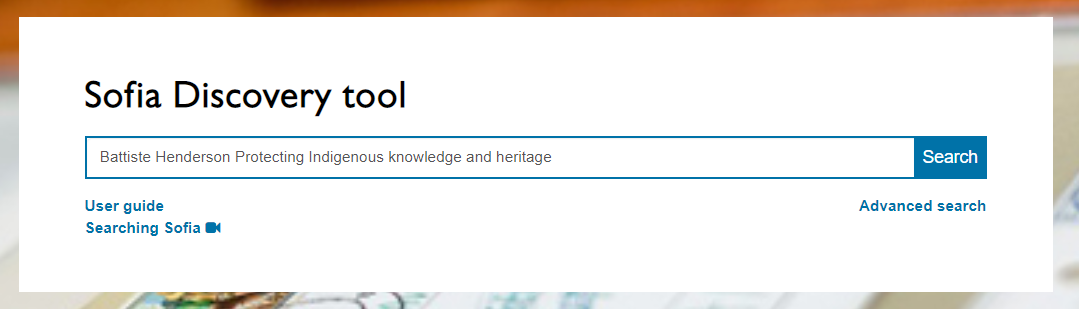 Sofia Discovery tool
Battiste Henderson Protecting Indigenous knowledge and heritage Search
User guide Advanced search
Searching Sofia